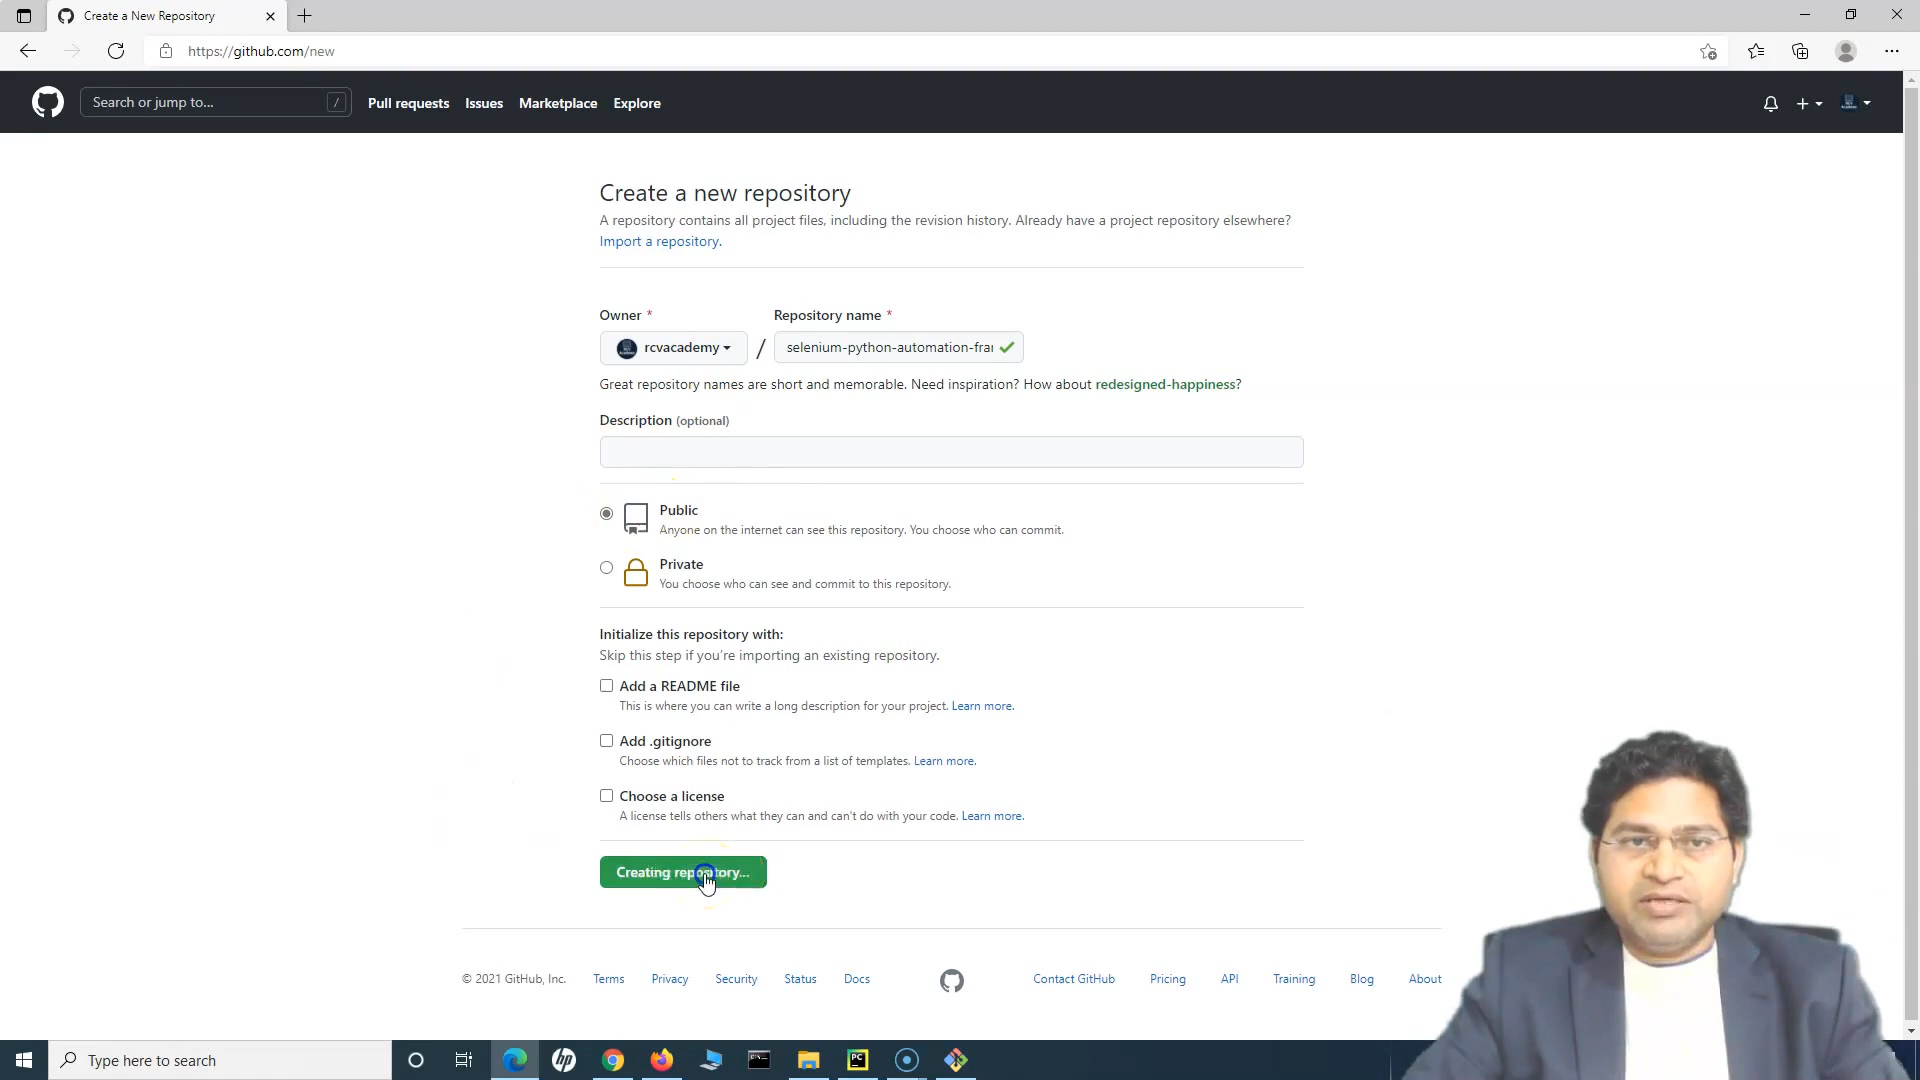 Create a New Repository
https://github.com/new
Search or jump to... /
Pull requests Issues Marketplace Explore
Create a new repository
A repository contains all project files, including the revision history. Already have a project repository elsewhere?
Import a repository.
Owner * Repository name *
rcvacademy / selenium-python-automation-fra
Great repository names are short and memorable. Need inspiration? How about redesigned-happiness?
Description (optional)
Public
Anyone on the internet can see this repository. You choose who can commit.
Private
You choose who can see and commit to this repository.
Initialize this repository with:
Skip this step if you're importing an existing repository.
Add a README file
This is where you can write a long description for your project. Learn more.
Add .gitignore
Choose which files not to track from a list of templates. Learn more.
Choose a license
A license tells others what they can and can't do with your code. Learn more.
Creating repository...
© 2021 GitHub, Inc. Terms Privacy Security Status Docs Contact GitHub Pricing API Training Blog About
Type here to search
hp
PC